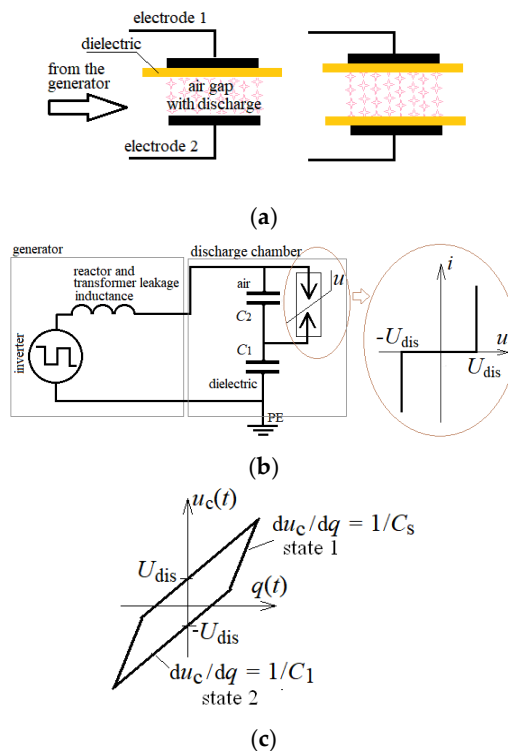 electrode 1
dielectric
from the
generator
air gap
with discharge
electrode 2
(a)
generator
reactor and
transformer leakage
inductance
inverter
discharge chamber
air
C2
C1
dielectric
PE
u
i
-Udis
u
Udis
(b)
uc(t)
duc/dq = 1/Cs
state 1
Udis
q(t)
-Udis
duc/dq = 1/C1
state 2
(c)